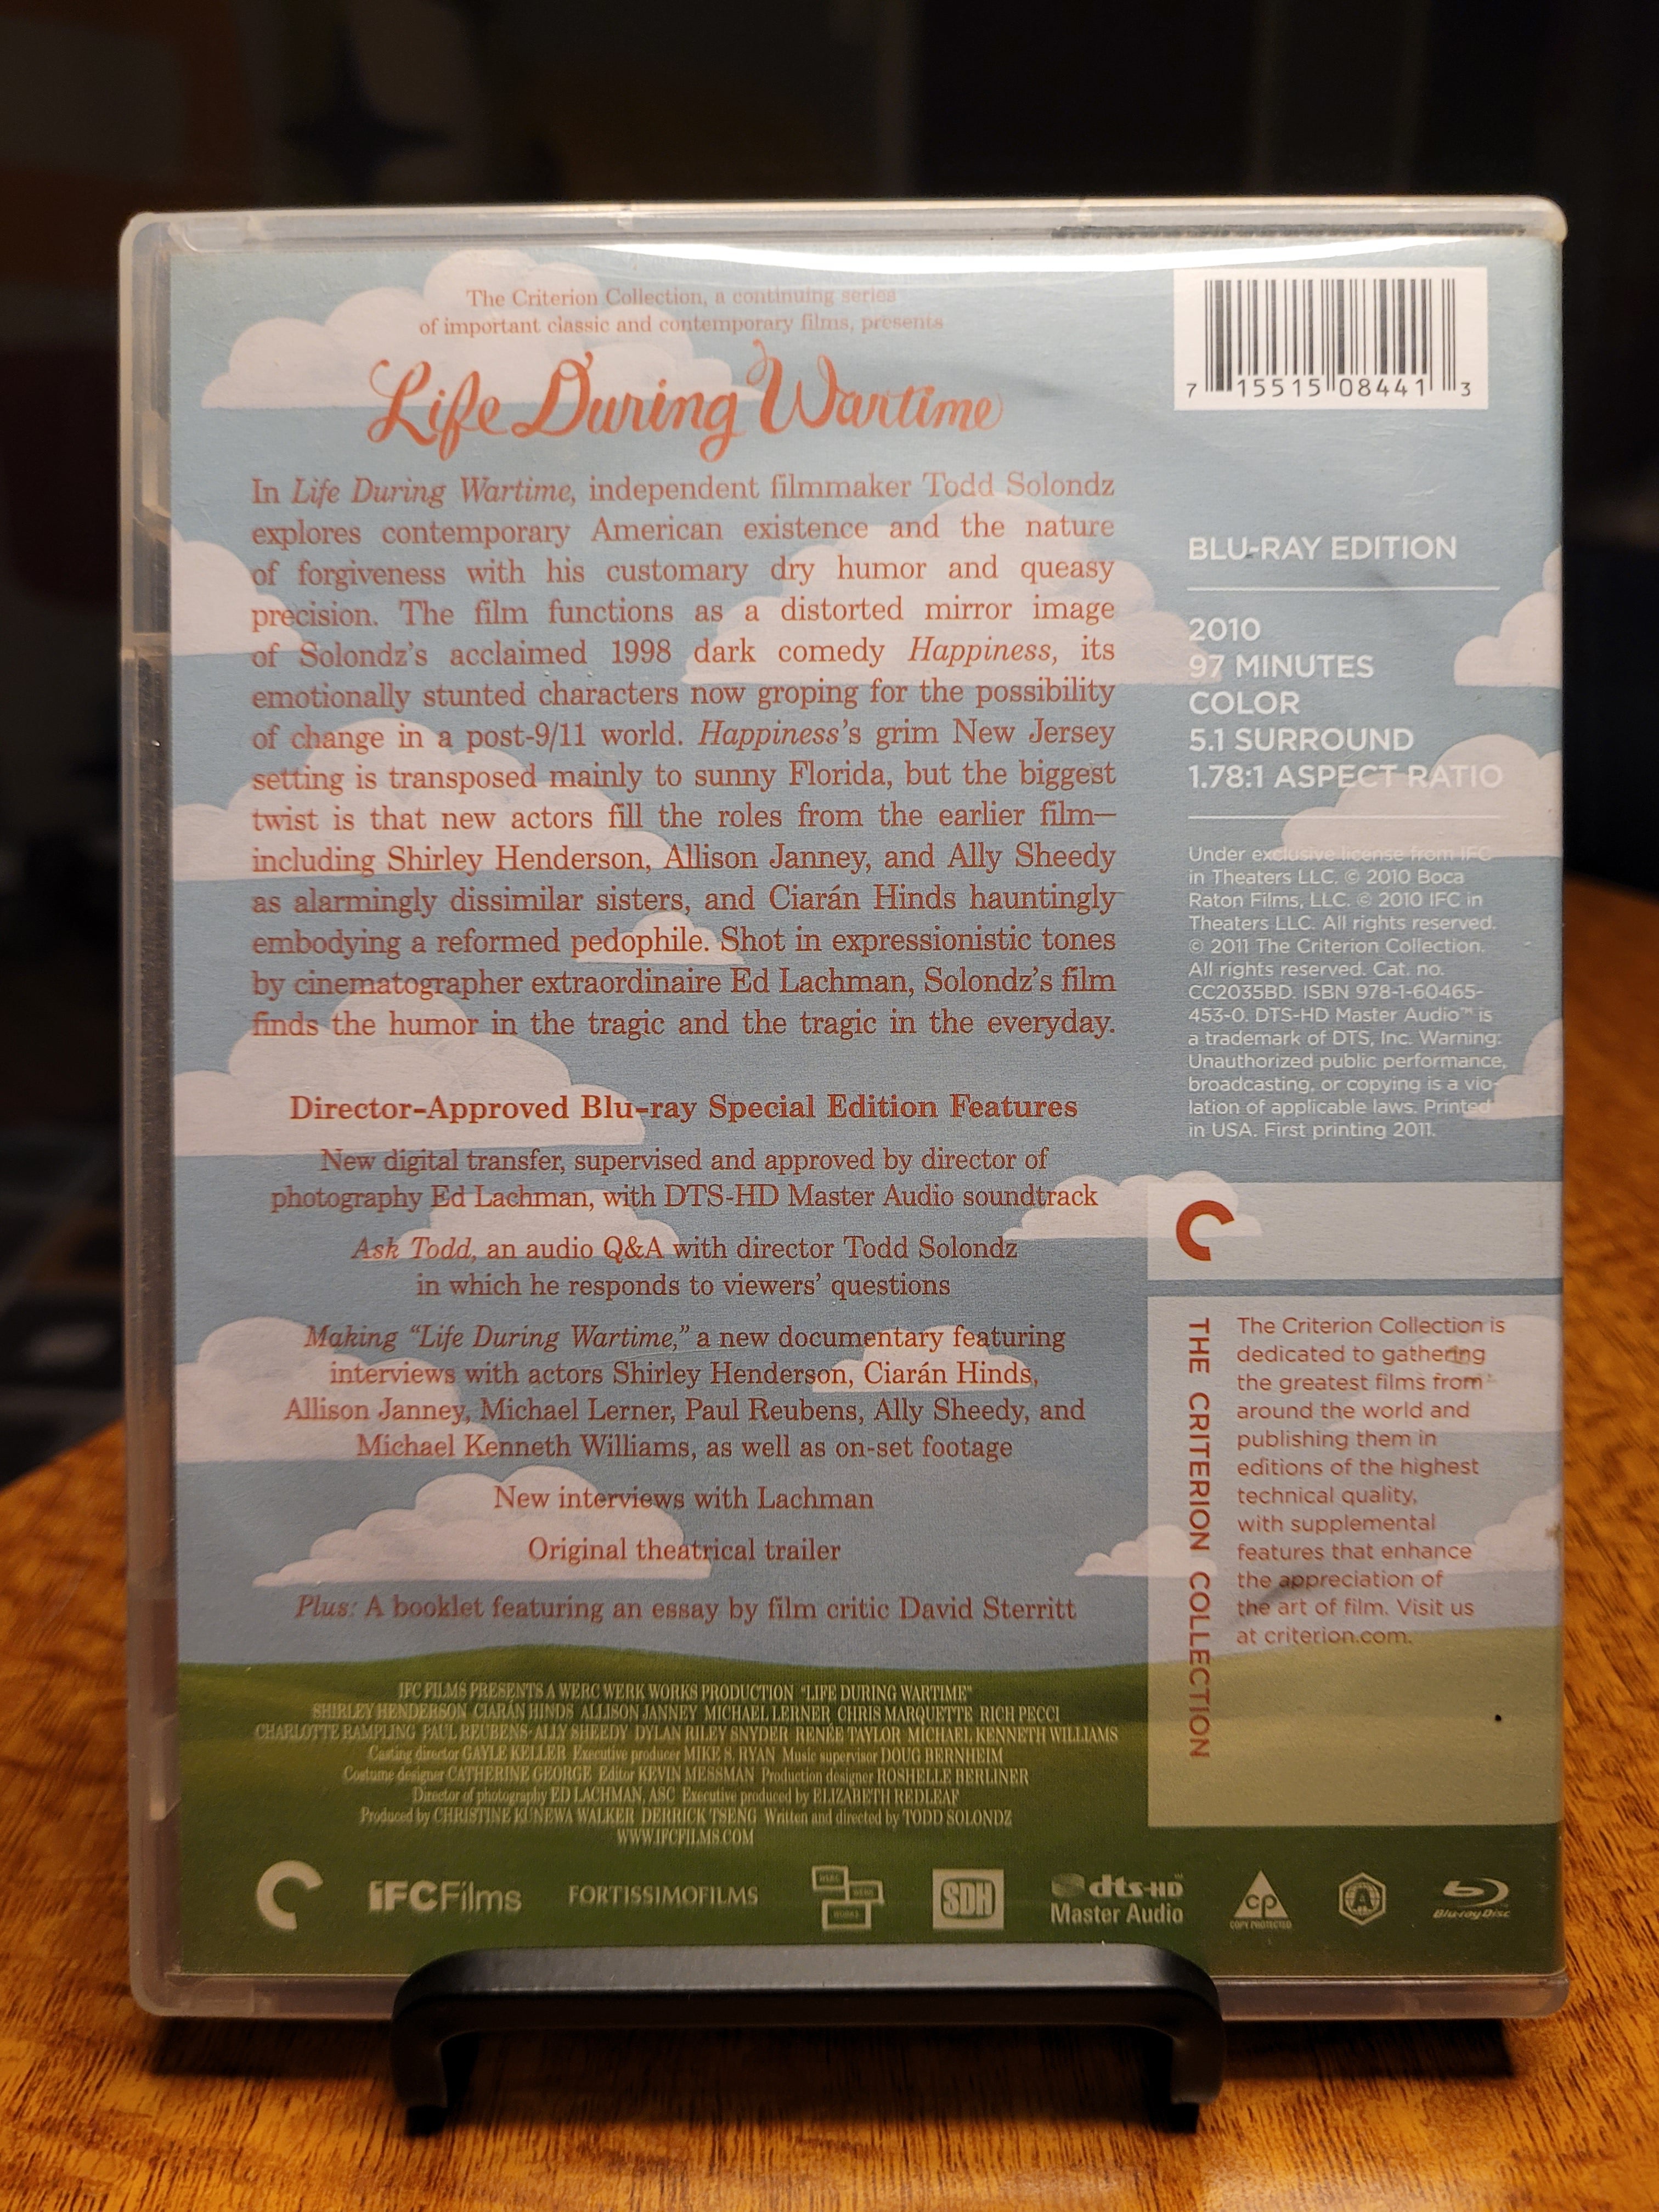 The Criterion Collection, a continuing series
of important classic and contemporary films, presents
Life During Wartime
In Life During Wartime, independent filmmaker Todd Solondz
explores contemporary American existence and the nature
of forgiveness with his customary dry humor and queasy
precision. The film functions as a distorted mirror image
of Solondz's acclaimed 1998 dark comedy Happiness, its
emotionally stunted characters now groping for the possibility
of change in a post-9/11 world. Happiness's grim New Jersey
setting is transposed mainly to sunny Florida, but the biggest
twist is that new actors fill the roles from the earlier film—
including Shirley Henderson, Allison Janney, and Ally Sheedy
as alarmingly dissimilar sisters, and Ciarán Hinds hauntingly
embodying a reformed pedophile. Shot in expressionistic tones
by cinematographer extraordinaire Ed Lachman, Solondz's film
finds the humor in the tragic and the tragic in the everyday.
Director-Approved Blu-ray Special Edition Features
New digital transfer, supervised and approved by director of
photography Ed Lachman, with DTS-HD Master Audio soundtrack
Ask Todd, an audio Q&A with director Todd Solondz
in which he responds to viewers' questions
Making "Life During Wartime," a new documentary featuring
interviews with actors Shirley Henderson, Ciarán Hinds,
Allison Janney, Michael Lerner, Paul Reubens, Ally Sheedy, and
Michael Kenneth Williams, as well as on-set footage
New interviews with Lachman
Original theatrical trailer
Plus: A booklet featuring an essay by film critic David Sterritt
7 15515 08441 3
BLU-RAY EDITION
2010
97 MINUTES
COLOR
5.1 SURROUND
1.78:1 ASPECT RATIO
Under exclusive license from IFC
in Theaters LLC. © 2010 Boca
Raton Films, LLC. © 2010 IFC in
Theaters LLC. All rights reserved.
© 2011 The Criterion Collection.
All rights reserved. Cat. no.
CC2035BD. ISBN 978-1-60465-
453-0. DTS-HD Master Audio™ is
a trademark of DTS, Inc. Warning:
Unauthorized public performance,
broadcasting, or copying is a vio-
lation of applicable laws. Printed
in USA. First printing 2011.
THE CRITERION COLLECTION
The Criterion Collection is
dedicated to gathering
the greatest films from
around the world and
publishing them in
editions of the highest
technical quality,
with supplemental
features that enhance
the appreciation of
the art of film. Visit us
at criterion.com.
IFC FILMS PRESENTS A WERC WERK WORKS PRODUCTION "LIFE DURING WARTIME"
SHIRLEY HENDERSON CIARÁN HINDS ALLISON JANNEY MICHAEL LERNER CHRIS MARQUETTE RICH PECCI
CHARLOTTE RAMPLING PAUL REUBENS ALLY SHEEDY DYLAN RILEY SNYDER RENÉE TAYLOR MICHAEL KENNETH WILLIAMS
Casting director GAYLE KELLER Executive producer MIKE S. RYAN Music supervisor DOUG BERNHEIM
Costume designer CATHERINE GEORGE Editor KEVIN MESSMAN Production designer ROSHELLE BERLINER
Director of photography ED LACHMAN, ASC Executive produced by ELIZABETH REDLEAF
Produced by CHRISTINE KUNEWA WALKER DERRICK TSENG Written and directed by TODD SOLONDZ
WWW.IFCFILMS.COM
IFC Films
FORTISSIMOFILMS
WERC
WERK
WORKS
SDH
dts-HD
Master Audio
CP
COPY PROTECTED
A
Blu-ray Disc